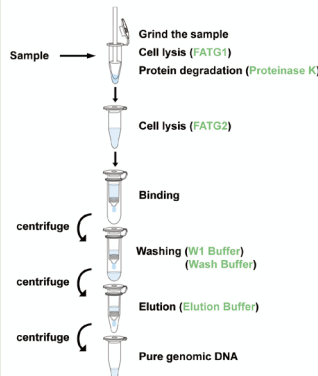 Grind the sample
Sample
Cell lysis (FATG1)
Protein degradation (Proteinase K)
Cell lysis (FATG2)
Binding
centrifuge
Washing (W1 Buffer)
(Wash Buffer)
centrifuge
Elution (Elution Buffer)
centrifuge
Pure genomic DNA